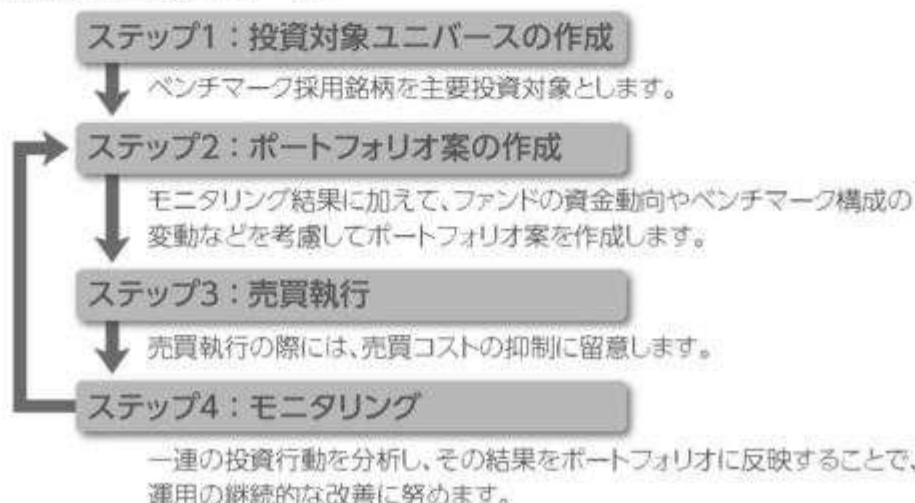 ステップ1：投資対象ユニバースの作成
ベンチマーク採用銘柄を主要投資対象とします。
ステップ2：ポートフォリオ案の作成
モニタリング結果に加えて、ファンドの資金動向やベンチマーク構成の
変動などを考慮してポートフォリオ案を作成します。
ステップ3：売買執行
売買執行の際には、売買コストの抑制に留意します。
ステップ4：モニタリング
一連の投資行動を分析し、その結果をポートフォリオに反映することで、
運用の継続的な改善に努めます。